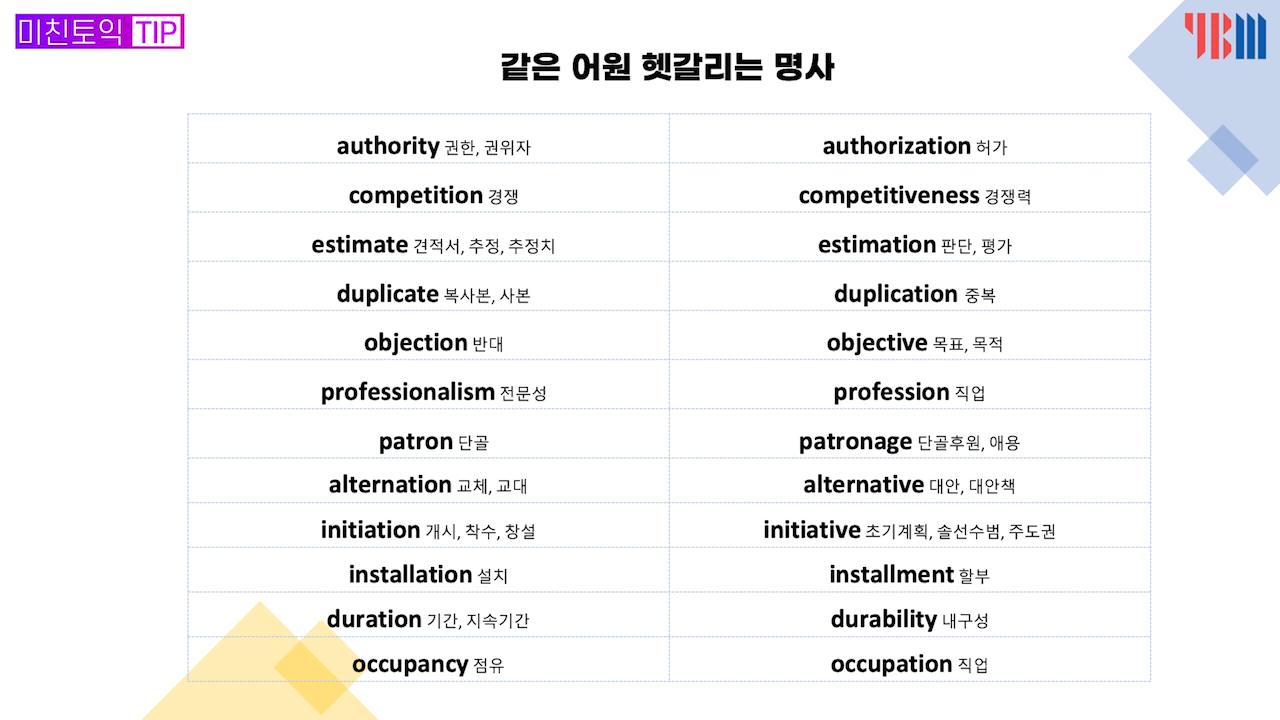 미친토익 TIP
YBM
같은 어원 헷갈리는 명사
authority 권한, 권위자 authorization 허가
competition 경쟁 competitiveness 경쟁력
estimate 견적서, 추정, 추정치 estimation 판단, 평가
duplicate 복사본, 사본 duplication 중복
objection 반대 objective 목표, 목적
professionalism 전문성 profession 직업
patron 단골 patronage 단골후원, 애용
alternation 교체, 교대 alternative 대안, 대안책
initiation 개시, 착수, 창설 initiative 초기계획, 솔선수범, 주도권
installation 설치 installment 할부
duration 기간, 지속기간 durability 내구성
occupancy 점유 occupation 직업